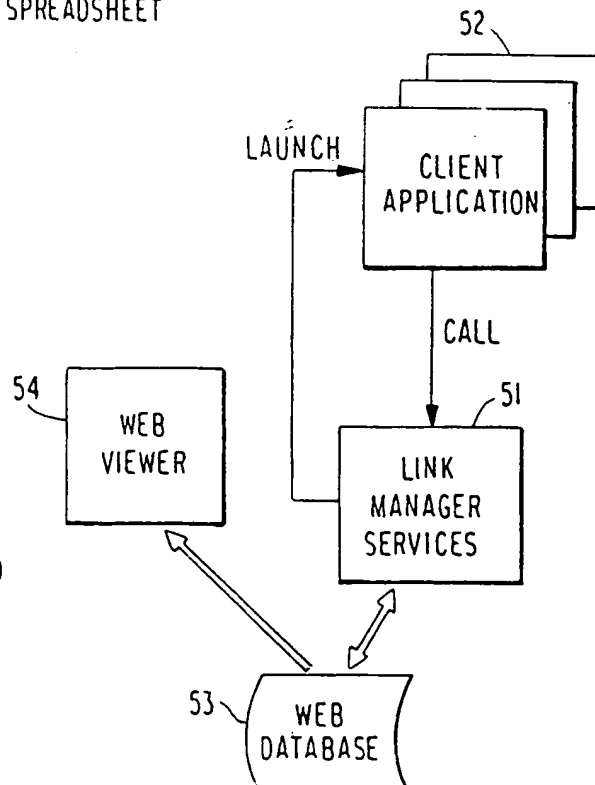 SPREADSHEET
52
LAUNCH
CLIENT
APPLICATION
CALL
54
WEB
VIEWER
51
LINK
MANAGER
SERVICES
)
53
WEB
DATABASE